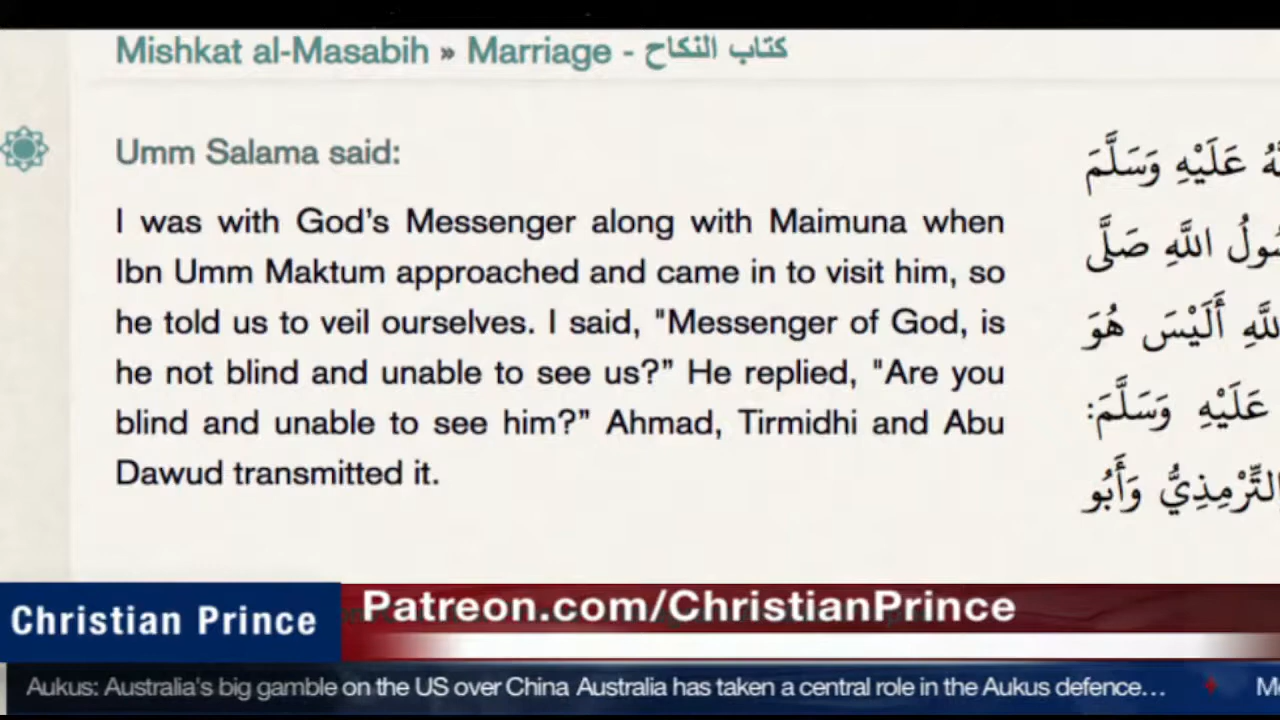 Mishkat al-Masabih » Marriage - كتاب النكاح
Umm Salama said:
I was with God's Messenger along with Maimuna when
Ibn Umm Maktum approached and came in to visit him, so
he told us to veil ourselves. I said, "Messenger of God, is
he not blind and unable to see us?” He replied, "Are you
blind and unable to see him?” Ahmad, Tirmidhi and Abu
Dawud transmitted it.
عَلَيْهِ وَسَلَّمَ
اللَّهِ صَلَّى
أَلَيْسَ هُوَ
عَلَيْهِ وَسَلَّمَ:
وَأَبُو
Christian Prince
Patreon.com/ChristianPrince
Aukus: Australia's big gamble on the US over China Australia has taken a central role in the Aukus defence...